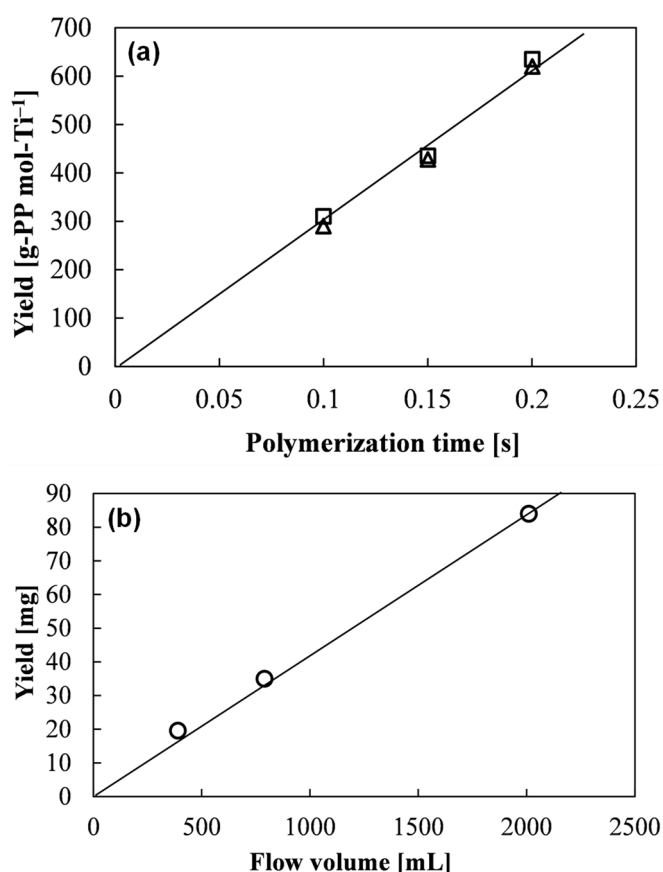 (a)
Yield [g-PP mol-Ti⁻¹]
700
600
500
400
300
200
100
0
0 0.05 0.1 0.15 0.2 0.25
Polymerization time [s]
(b)
Yield [mg]
90
80
70
60
50
40
30
20
10
0
0 500 1000 1500 2000 2500
Flow volume [mL]